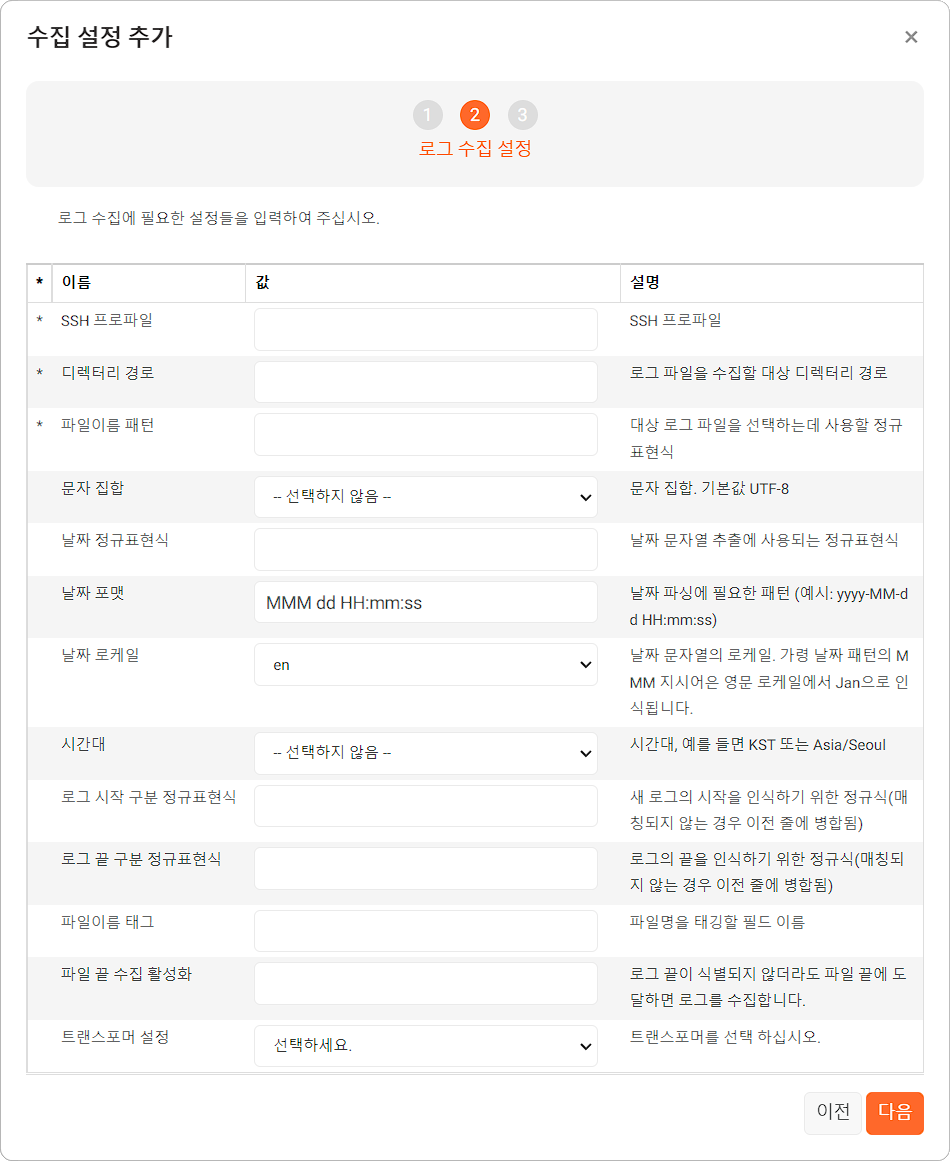 수집 설정 추가
×
1 2 3
로그 수집 설정
로그 수집에 필요한 설정들을 입력하여 주십시오.
* 이름 값 설명
* SSH 프로파일 SSH 프로파일
* 디렉터리 경로 로그 파일을 수집할 대상 디렉터리 경로
* 파일이름 패턴 대상 로그 파일을 선택하는데 사용할 정규
표현식
문자 집합 -- 선택하지 않음 -- 문자 집합. 기본값 UTF-8
날짜 정규표현식 날짜 문자열 추출에 사용되는 정규표현식
날짜 포맷 MMM dd HH:mm:ss 날짜 파싱에 필요한 패턴 (예시: yyyy-MM-d
d HH:mm:ss)
날짜 로케일 en 날짜 문자열의 로케일. 가령 날짜 패턴의 M
MM 지시어은 영문 로케일에서 Jan으로 인
식됩니다.
시간대 -- 선택하지 않음 -- 시간대, 예를 들면 KST 또는 Asia/Seoul
로그 시작 구분 정규표현식 새 로그의 시작을 인식하기 위한 정규식(매
칭되지 않는 경우 이전 줄에 병합됨)
로그 끝 구분 정규표현식 로그의 끝을 인식하기 위한 정규식(매칭되
지 않는 경우 이전 줄에 병합됨)
파일이름 태그 파일명을 태깅할 필드 이름
파일 끝 수집 활성화 로그 끝이 식별되지 않더라도 파일 끝에 도
달하면 로그를 수집합니다.
트랜스포머 설정 선택하세요. 트랜스포머를 선택 하십시오.
이전 다음